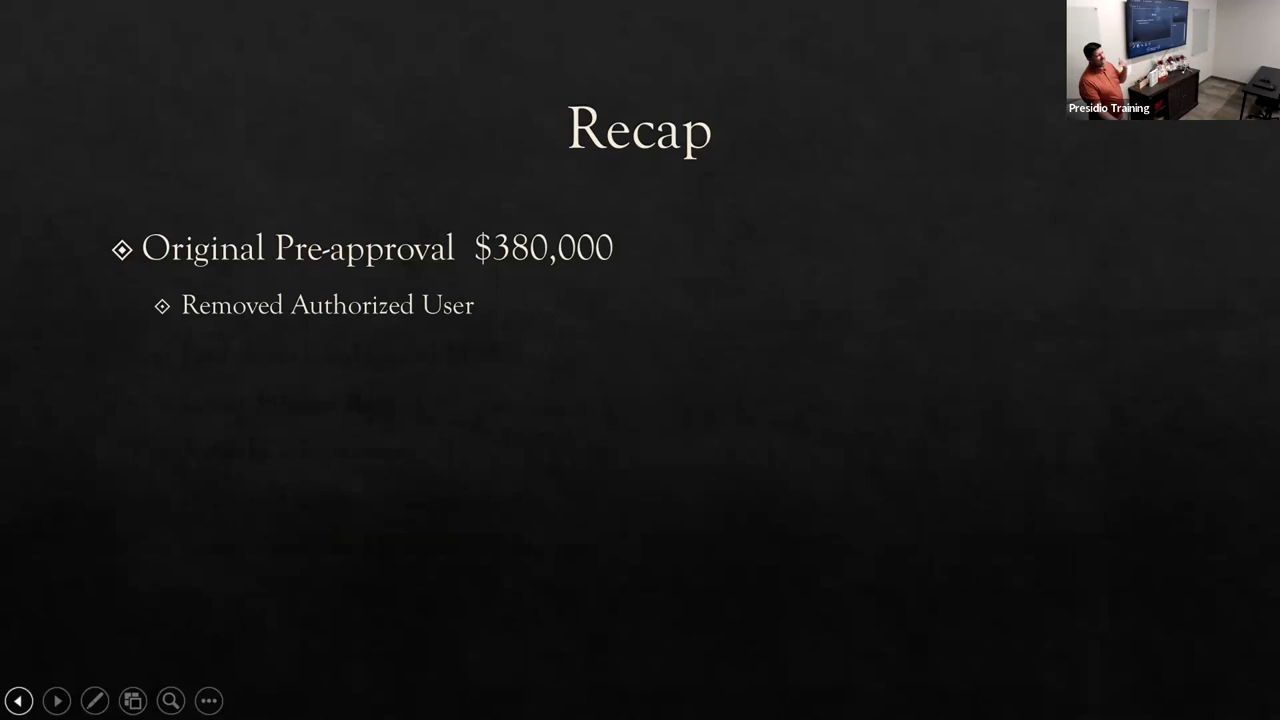 Presidio Training
Recap
Original Pre-approval $380,000
Removed Authorized User